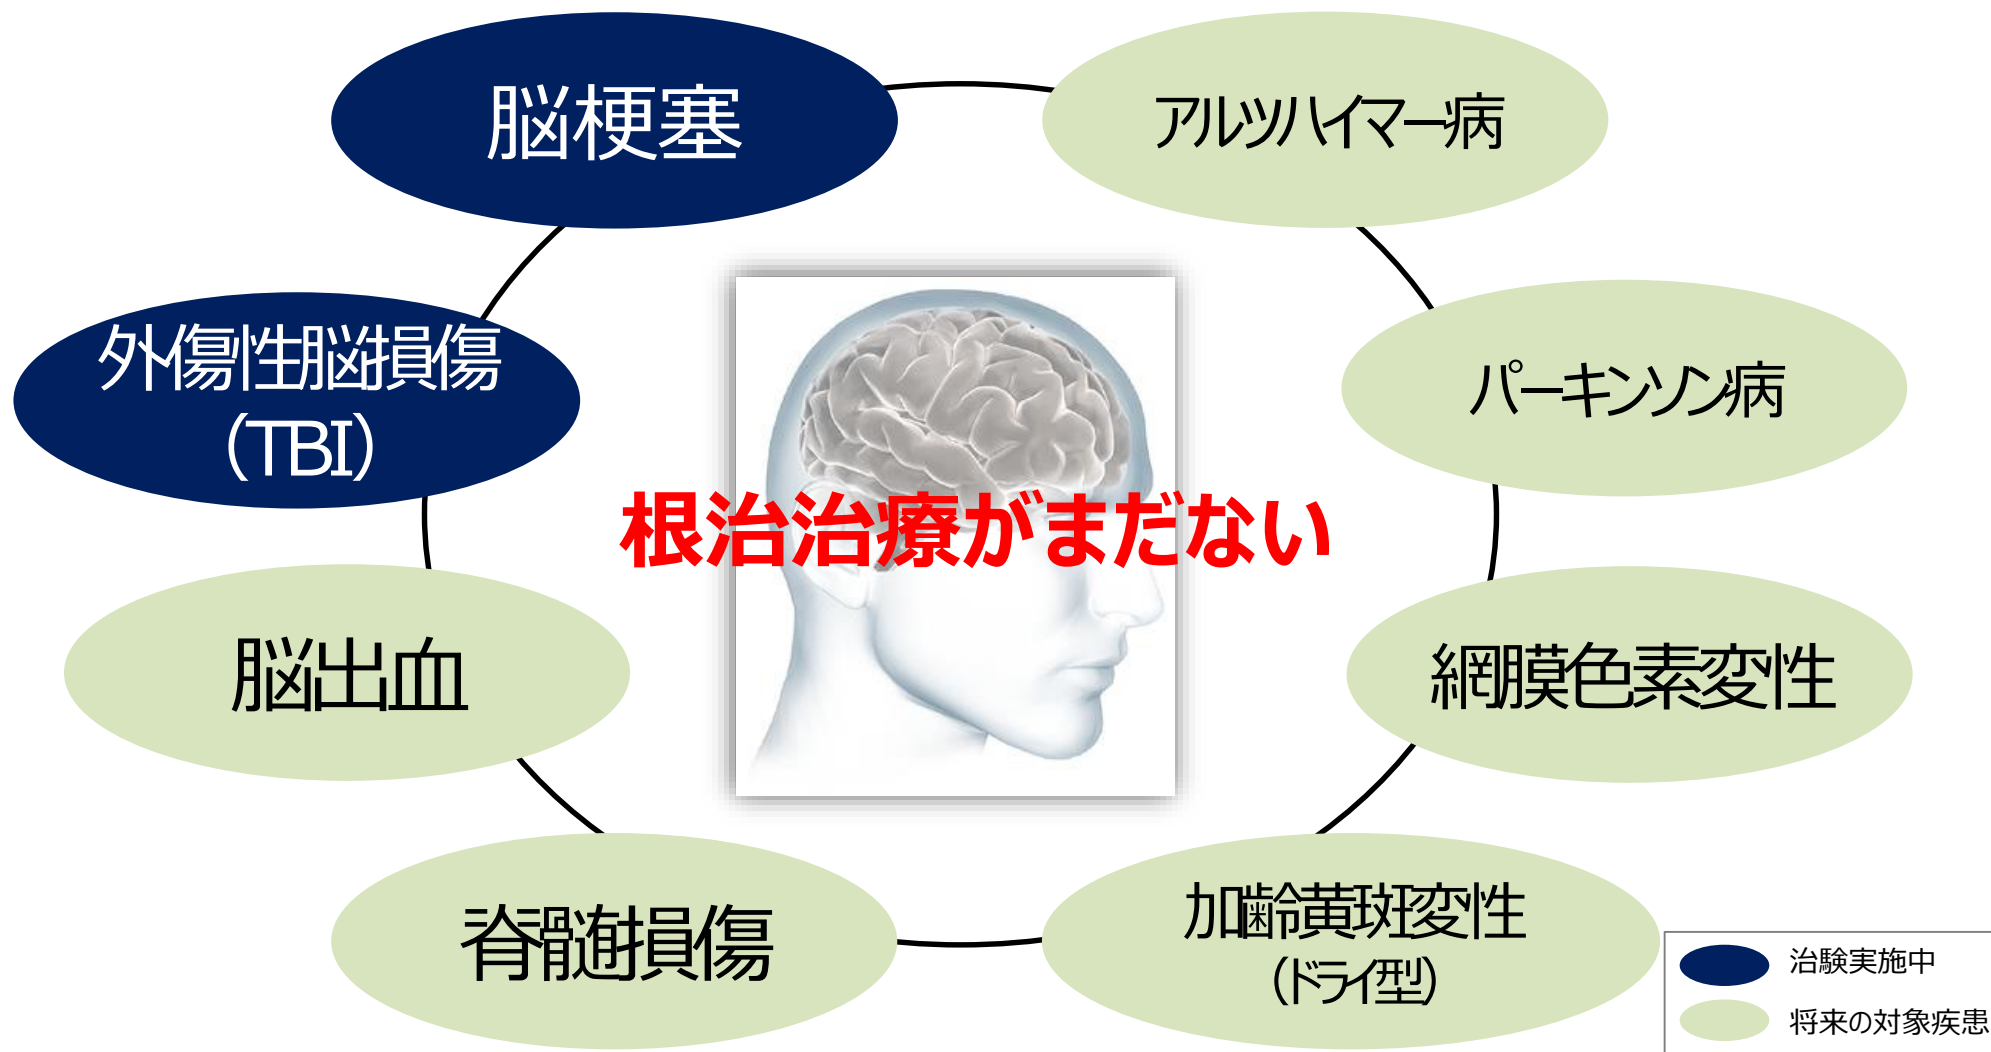 脳梗塞
アルツハイマー病
外傷性脳損傷
（TBI）
パーキンソン病
根治治療がまだない
脳出血
網膜色素変性
脊髄損傷
加齢黄斑変性
（ドライ型）
治験実施中
将来の対象疾患